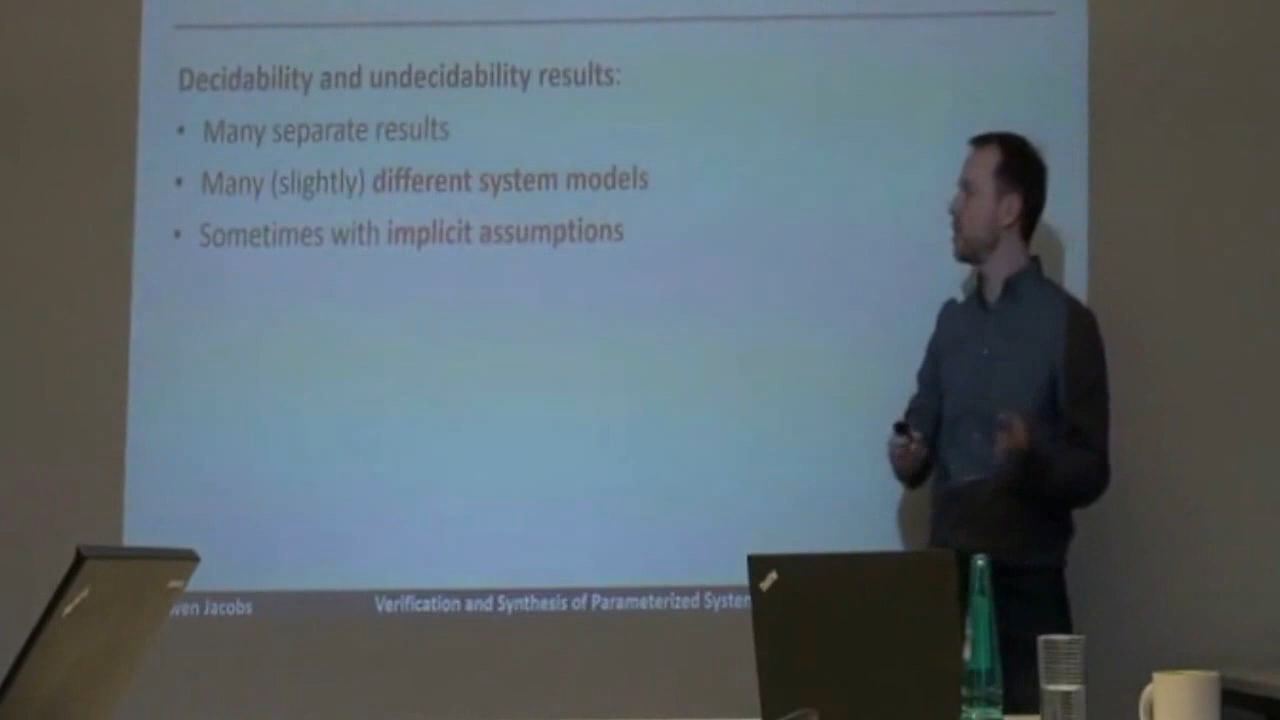 Decidability and undecidability results:
• Many separate results
• Many (slightly) different system models
• Sometimes with implicit assumptions
Jacobs
Verification and Synthesis of Parameterized